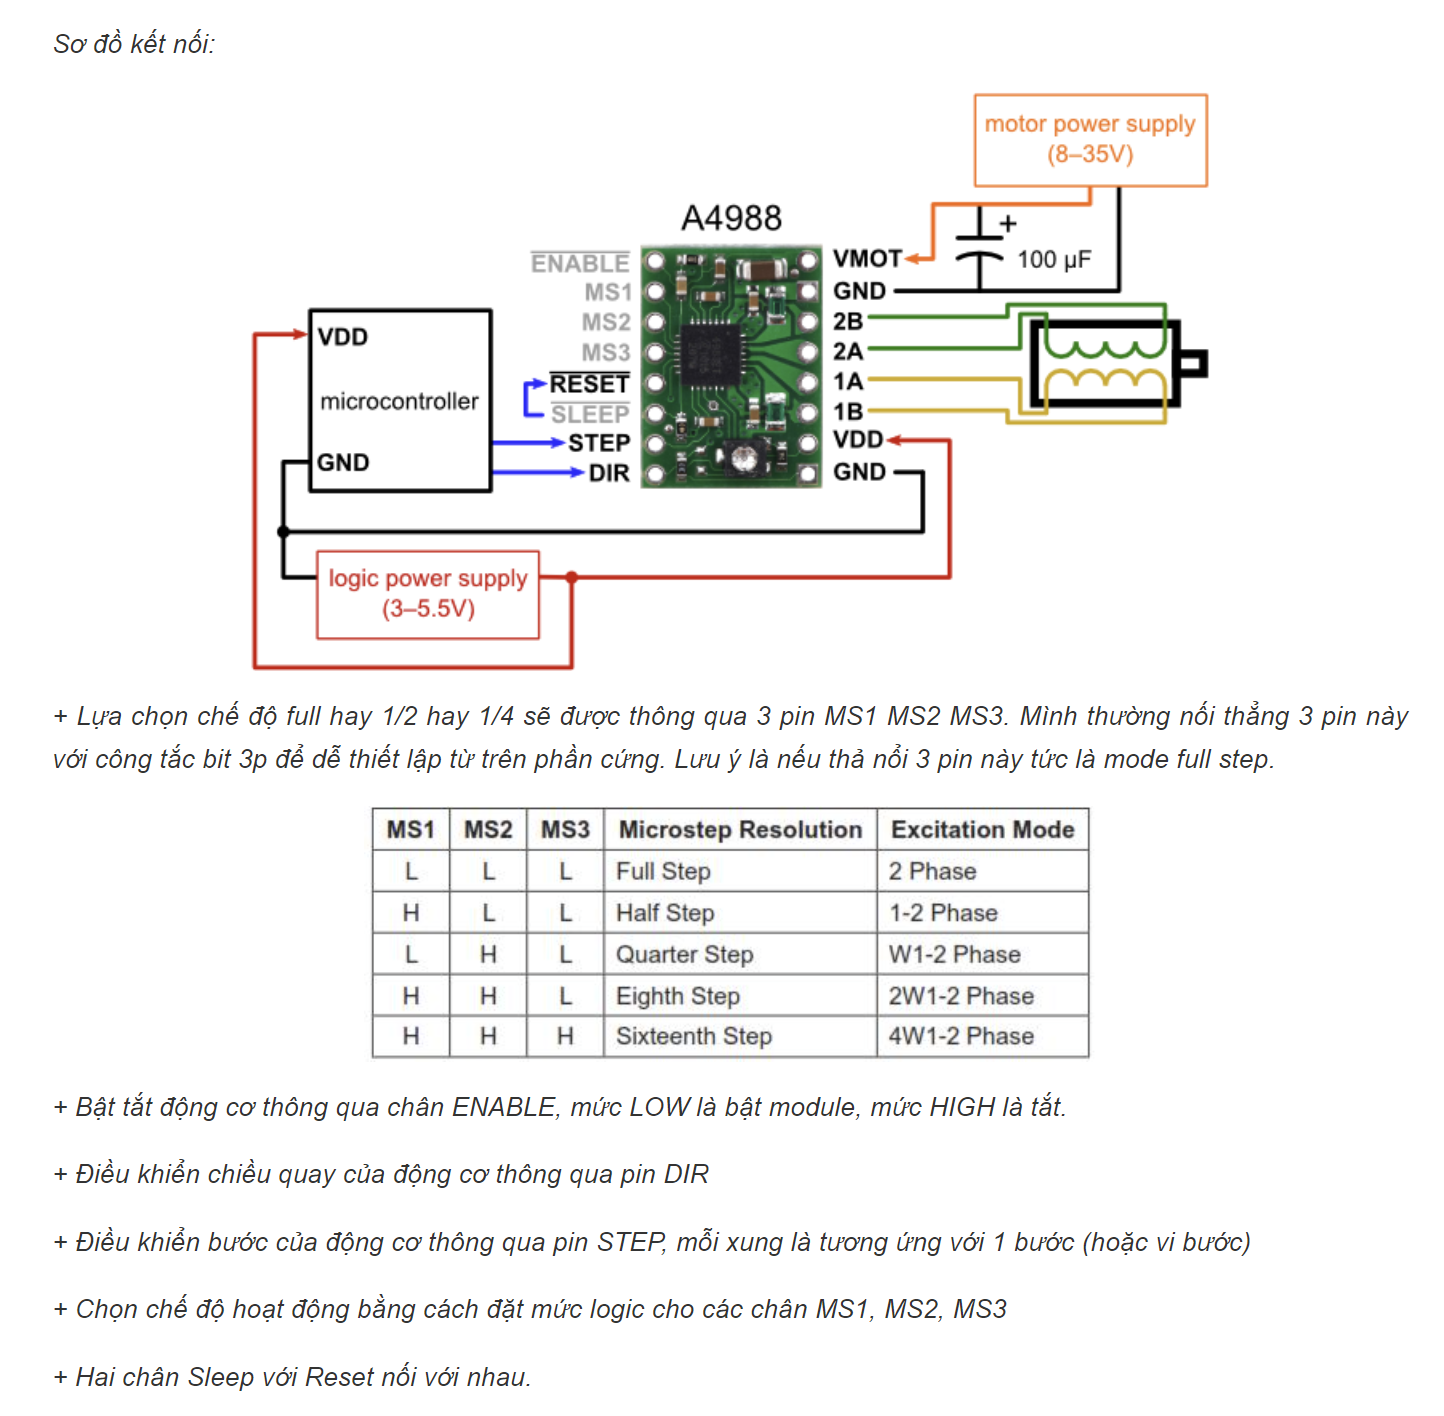 Sơ đồ kết nối:
motor power supply
(8–35V)
A4988
ENABLE
MS1
MS2
MS3
RESET
SLEEP
STEP
DIR
VMOT
GND
2B
2A
1A
1B
VDD
GND
+
100 µF
VDD
microcontroller
GND
logic power supply
(3–5.5V)
+ Lựa chọn chế độ full hay 1/2 hay 1/4 sẽ được thông qua 3 pin MS1 MS2 MS3. Mình thường nối thẳng 3 pin này
với công tắc bit 3p để dễ thiết lập từ trên phần cứng. Lưu ý là nếu thả nổi 3 pin này tức là mode full step.
MS1 MS2 MS3 Microstep Resolution Excitation Mode
L L L Full Step 2 Phase
H L L Half Step 1-2 Phase
L H L Quarter Step W1-2 Phase
H H L Eighth Step 2W1-2 Phase
H H H Sixteenth Step 4W1-2 Phase
+ Bật tắt động cơ thông qua chân ENABLE, mức LOW là bật module, mức HIGH là tắt.
+ Điều khiển chiều quay của động cơ thông qua pin DIR
+ Điều khiển bước của động cơ thông qua pin STEP, mỗi xung là tương ứng với 1 bước (hoặc vi bước)
+ Chọn chế độ hoạt động bằng cách đặt mức logic cho các chân MS1, MS2, MS3
+ Hai chân Sleep với Reset nối với nhau.